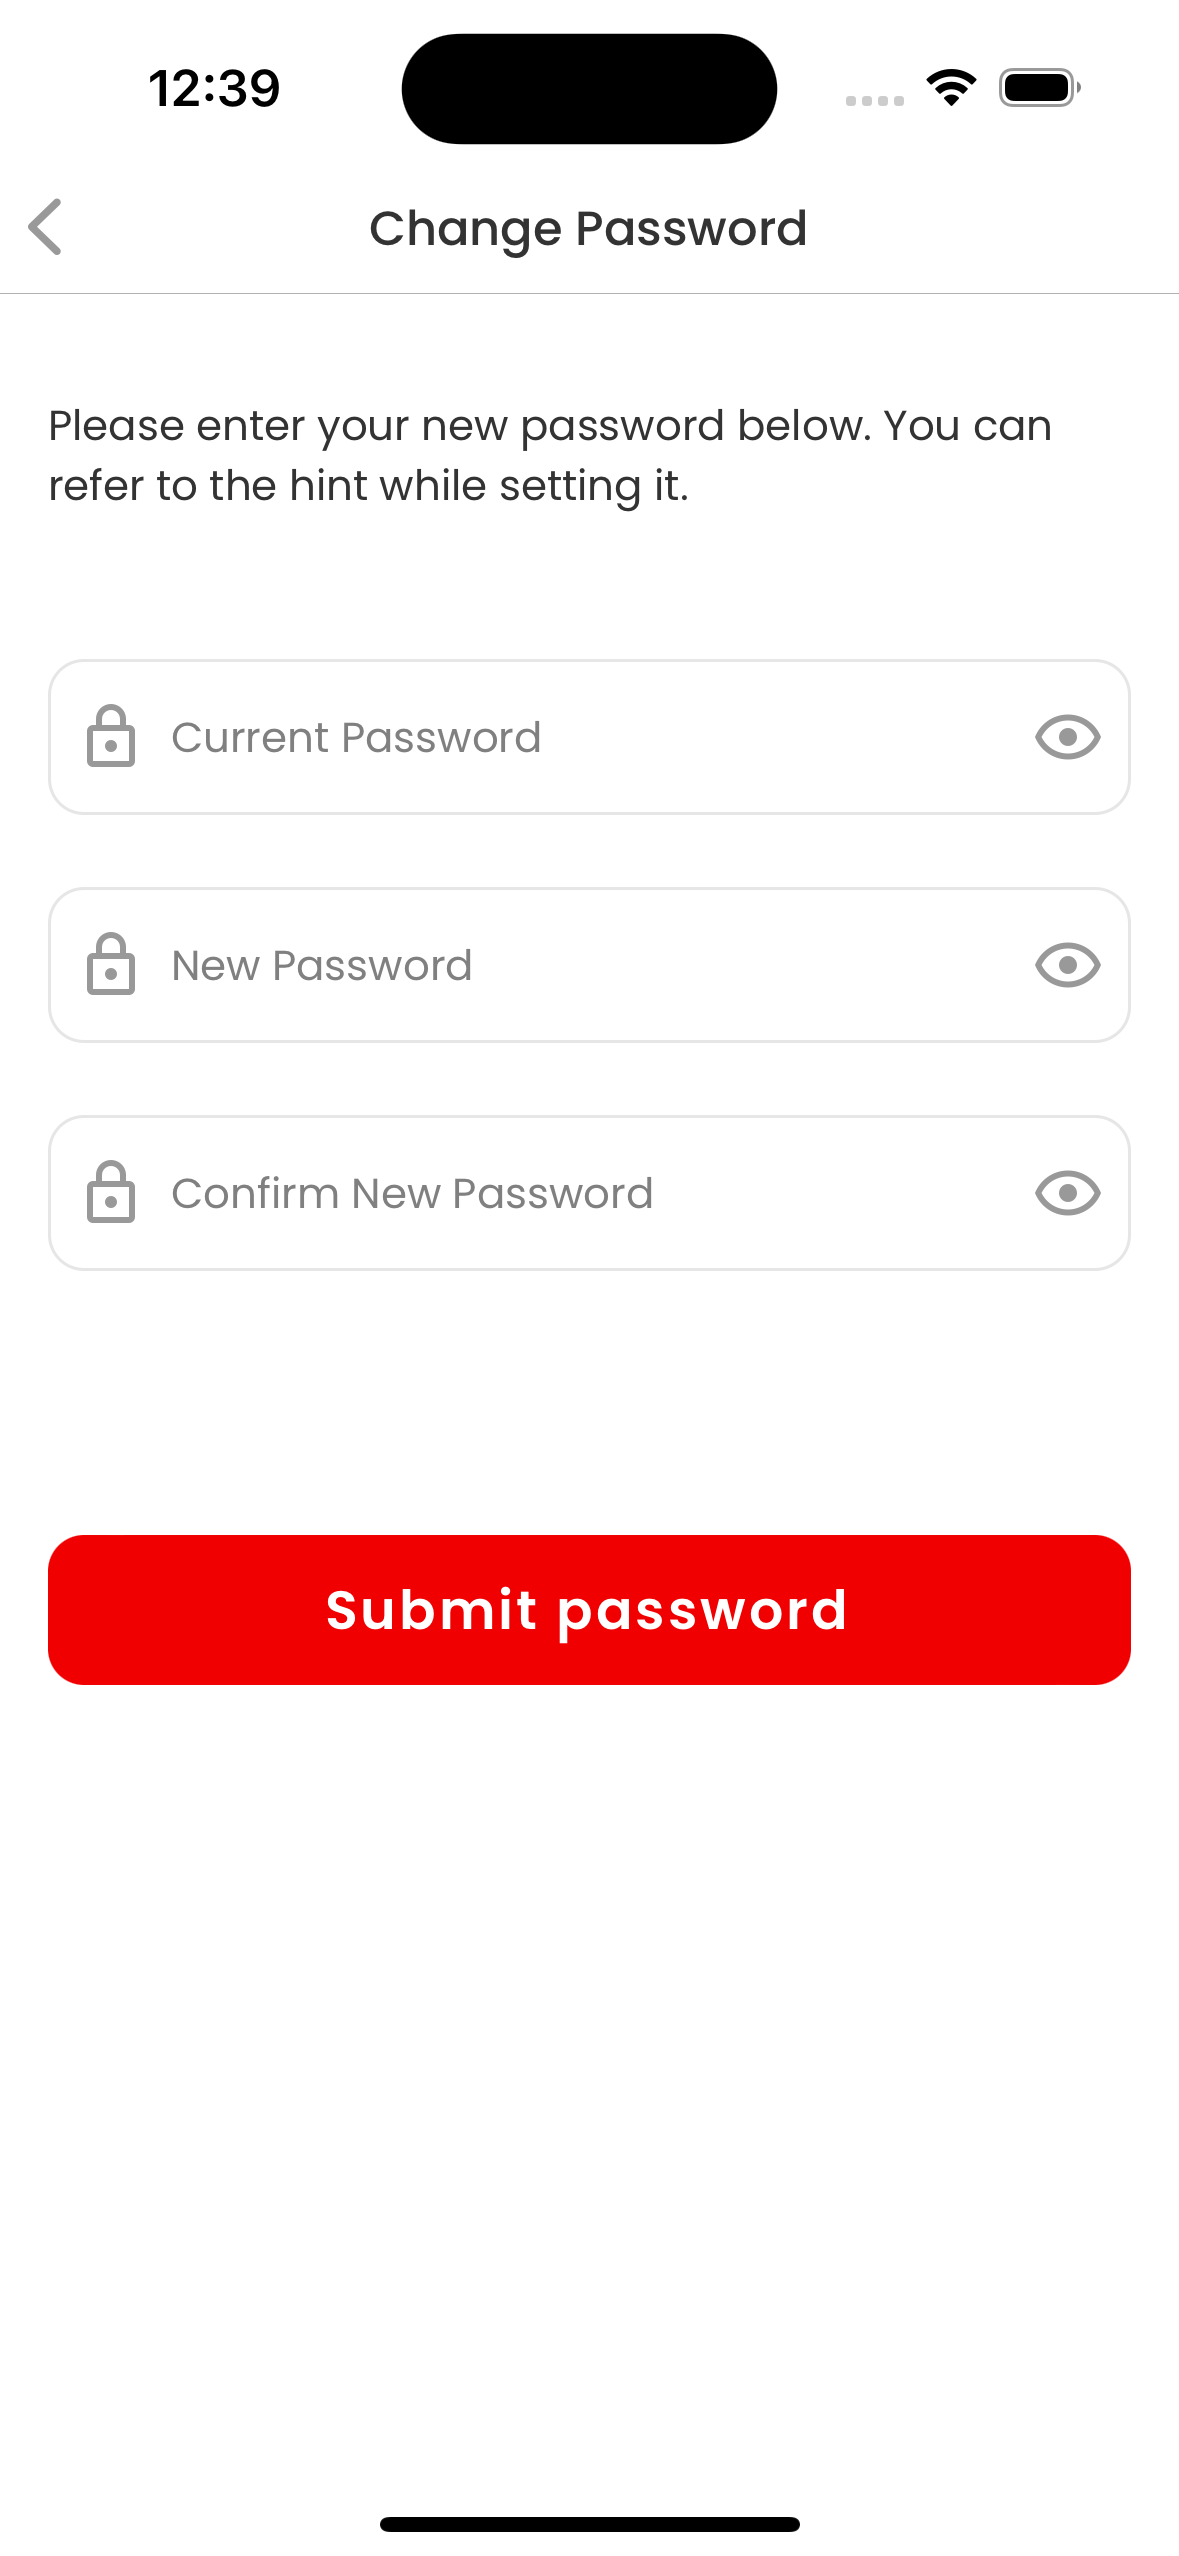 12:39
Change Password
Please enter your new password below. You can
refer to the hint while setting it.
Current Password
New Password
Confirm New Password
Submit password